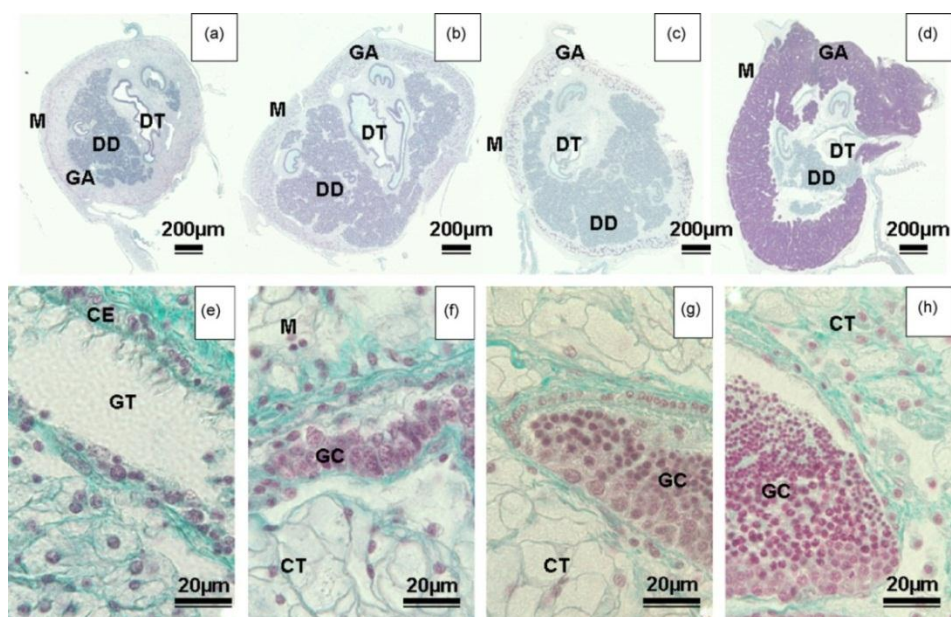 (a)
M
DD
DT
GA
200µm
(b)
GA
M
DT
DD
200µm
(c)
GA
M
DT
DD
200µm
(d)
M
GA
DT
DD
200µm
(e)
CE
GT
20µm
(f)
M
GC
CT
20µm
(g)
GC
CT
20µm
(h)
CT
GC
20µm